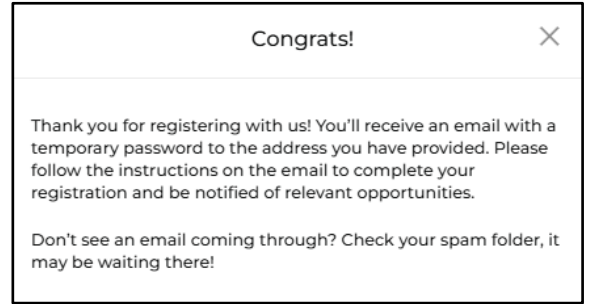 Congrats!
Thank you for registering with us! You’ll receive an email with a
temporary password to the address you have provided. Please
follow the instructions on the email to complete your
registration and be notified of relevant opportunities.
Don’t see an email coming through? Check your spam folder, it
may be waiting there!